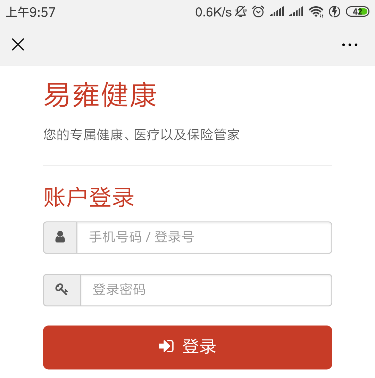 上午9:57 0.6K/s 42
易雍健康
您的专属健康、医疗以及保险管家
账户登录
手机号码 / 登录号
登录密码
登录